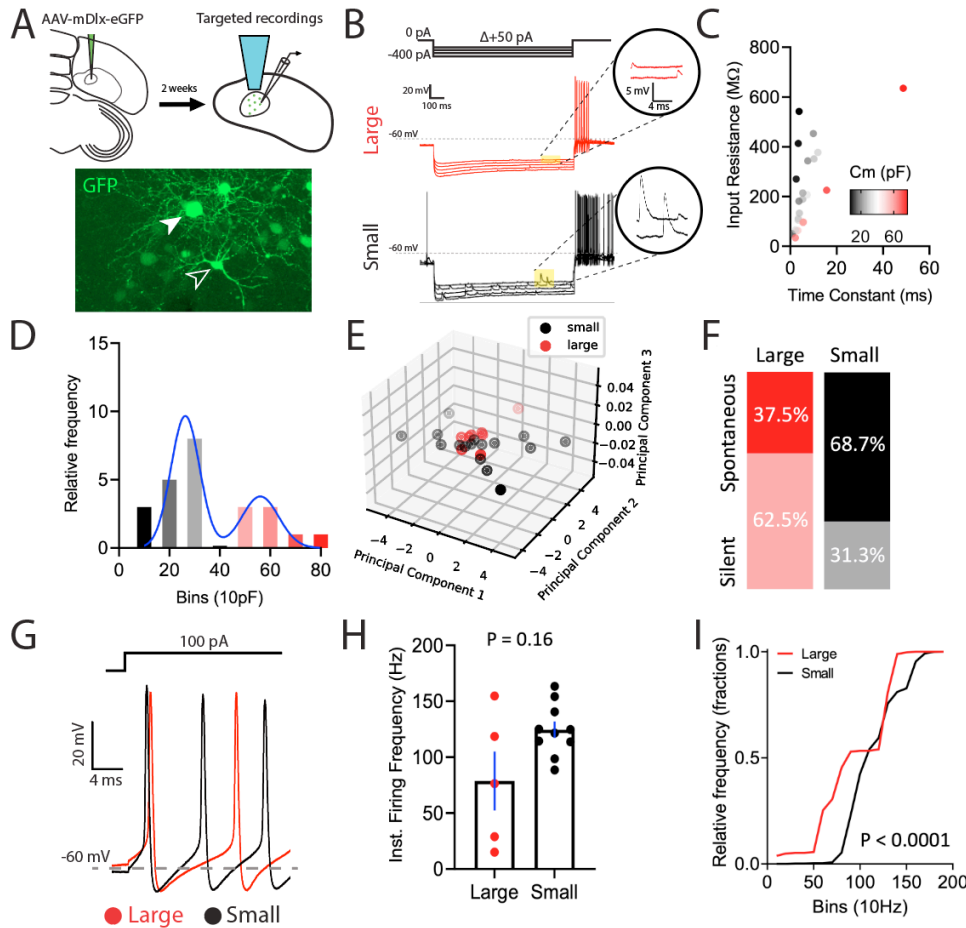 A
AAV-mDlx-eGFP
Targeted recordings
2 weeks
GFP
B
0 pA
Δ+50 pA
-400 pA
20 mV
100 ms
-60 mV
Large
5 mV
4 ms
-60 mV
Small
C
Input Resistance (MΩ)
800
600
400
200
0
Cm (pF)
20 60
0 20 40 60
Time Constant (ms)
D
Relative frequency
15
10
5
0
0 20 40 60 80
Bins (10pF)
E
small
large
Principal Component 3
0.04
0.02
0.00
−0.02
−0.04
Principal Component 2
4
2
0
−2
−4
−4 −2 0 2 4
Principal Component 1
F
Large Small
Spontaneous
Silent
37.5%
68.7%
62.5%
31.3%
G
100 pA
20 mV
4 ms
-60 mV
Large Small
H
P = 0.16
Inst. Firing Frequency (Hz)
200
150
100
50
0
Large Small
I
Relative frequency (fractions)
Large
Small
1.0
0.5
0.0
P < 0.0001
0 50 100 150 200
Bins (10Hz)